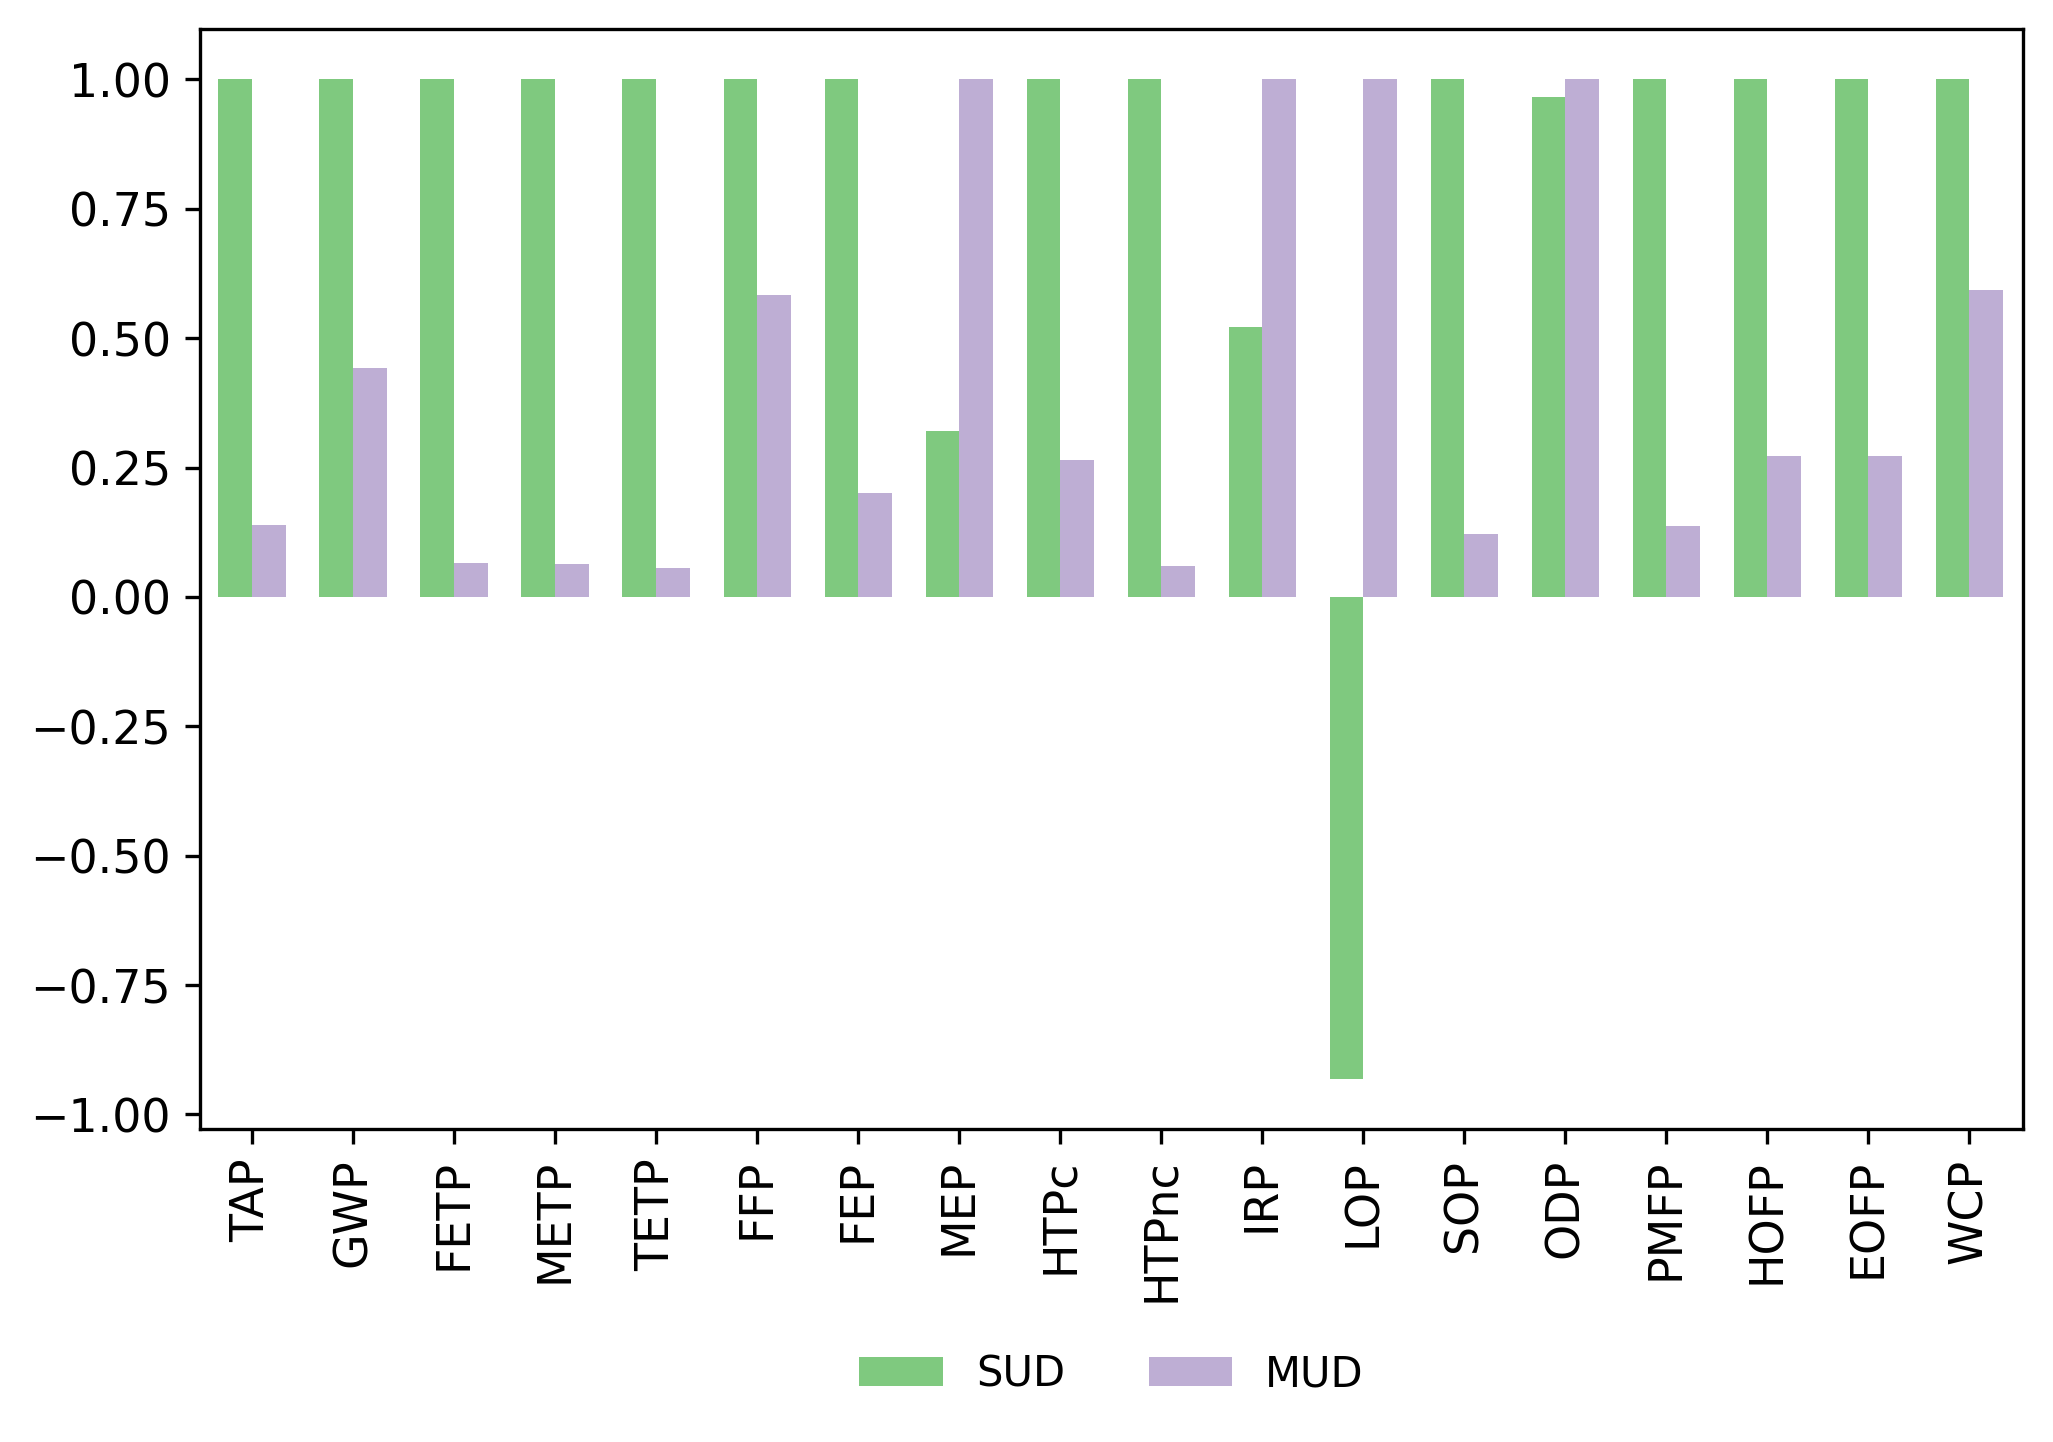 1.00
0.75
0.50
0.25
0.00
−0.25
−0.50
−0.75
−1.00
TAP
GWP
FETP
METP
TETP
FFP
FEP
MEP
HTPc
HTPnc
IRP
LOP
SOP
ODP
PMFP
HOFP
EOFP
WCP
SUD
MUD